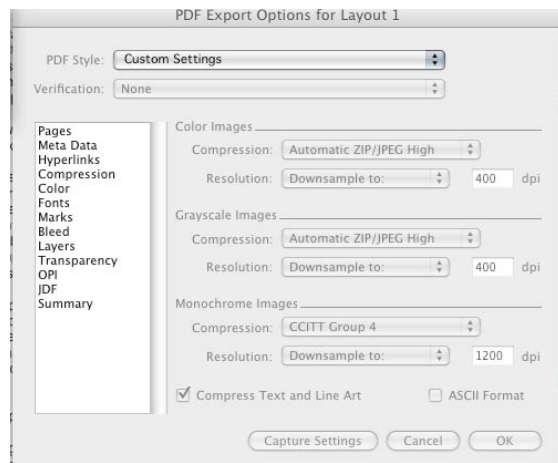 PDF Export Options for Layout 1
PDF Style: Custom Settings
Verification: None
Pages
Meta Data
Hyperlinks
Compression
Color
Fonts
Marks
Bleed
Layers
Transparency
OPI
JDF
Summary
Color Images
Compression: Automatic ZIP/JPEG High
Resolution: Downsample to: 400 dpi
Grayscale Images
Compression: Automatic ZIP/JPEG High
Resolution: Downsample to: 400 dpi
Monochrome Images
Compression: CCITT Group 4
Resolution: Downsample to: 1200 dpi
Compress Text and Line Art ASCII Format
Capture Settings Cancel OK